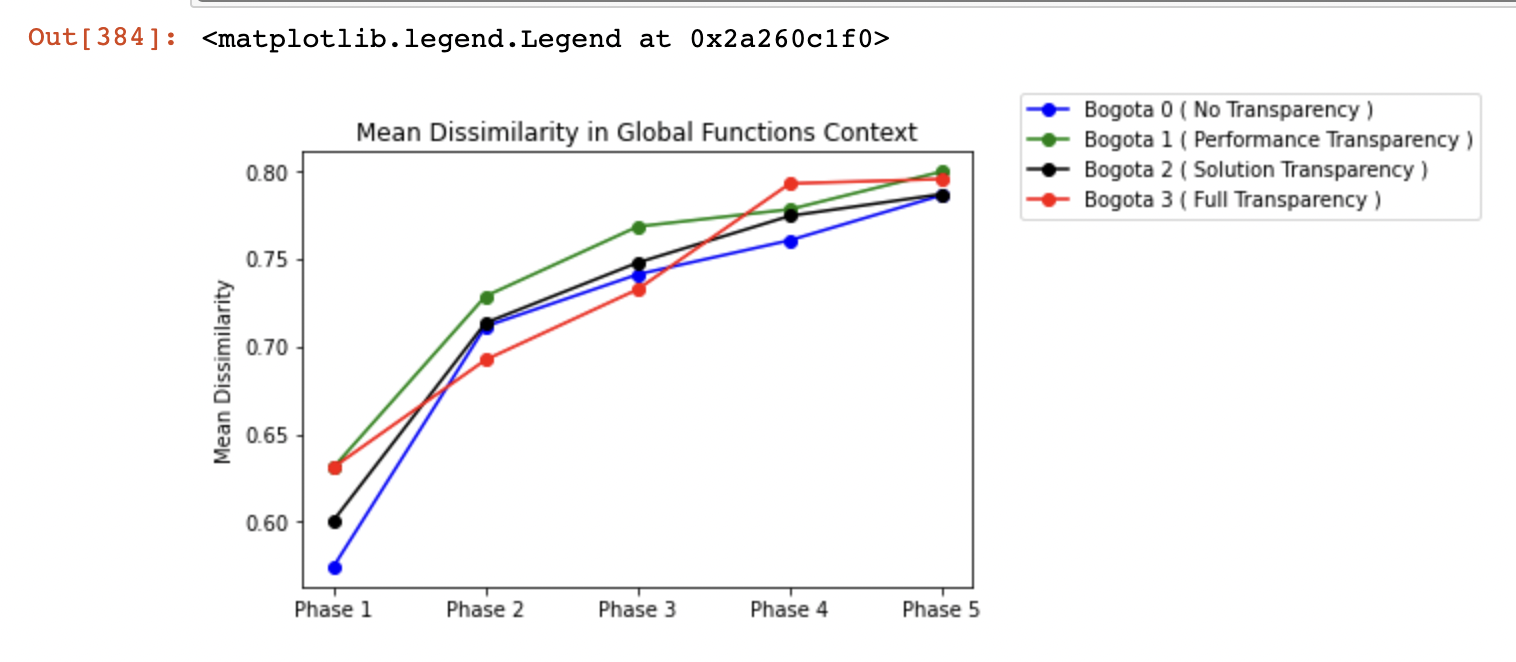 Out[384]: <matplotlib.legend.Legend at 0x2a260c1f0>
Mean Dissimilarity in Global Functions Context
Bogota 0 ( No Transparency )
Bogota 1 ( Performance Transparency )
Bogota 2 ( Solution Transparency )
Bogota 3 ( Full Transparency )
Mean Dissimilarity
0.80
0.75
0.70
0.65
0.60
Phase 1 Phase 2 Phase 3 Phase 4 Phase 5